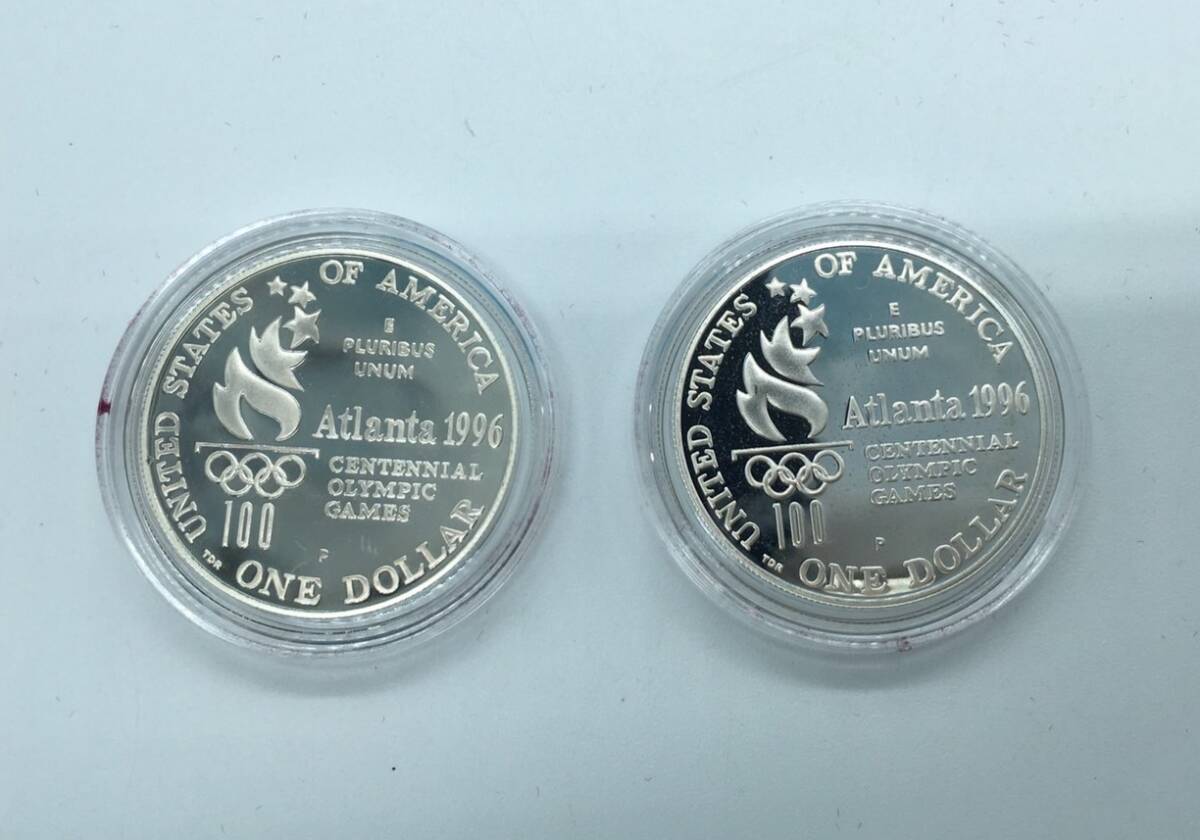 UNITED STATES OF AMERICA
E
PLURIBUS
UNUM
Atlanta 1996
CENTENNIAL
OLYMPIC
GAMES
100
P
TDR
ONE DOLLAR
UNITED STATES OF AMERICA
E
PLURIBUS
UNUM
Atlanta 1996
CENTENNIAL
OLYMPIC
GAMES
100
P
TDR
ONE DOLLAR